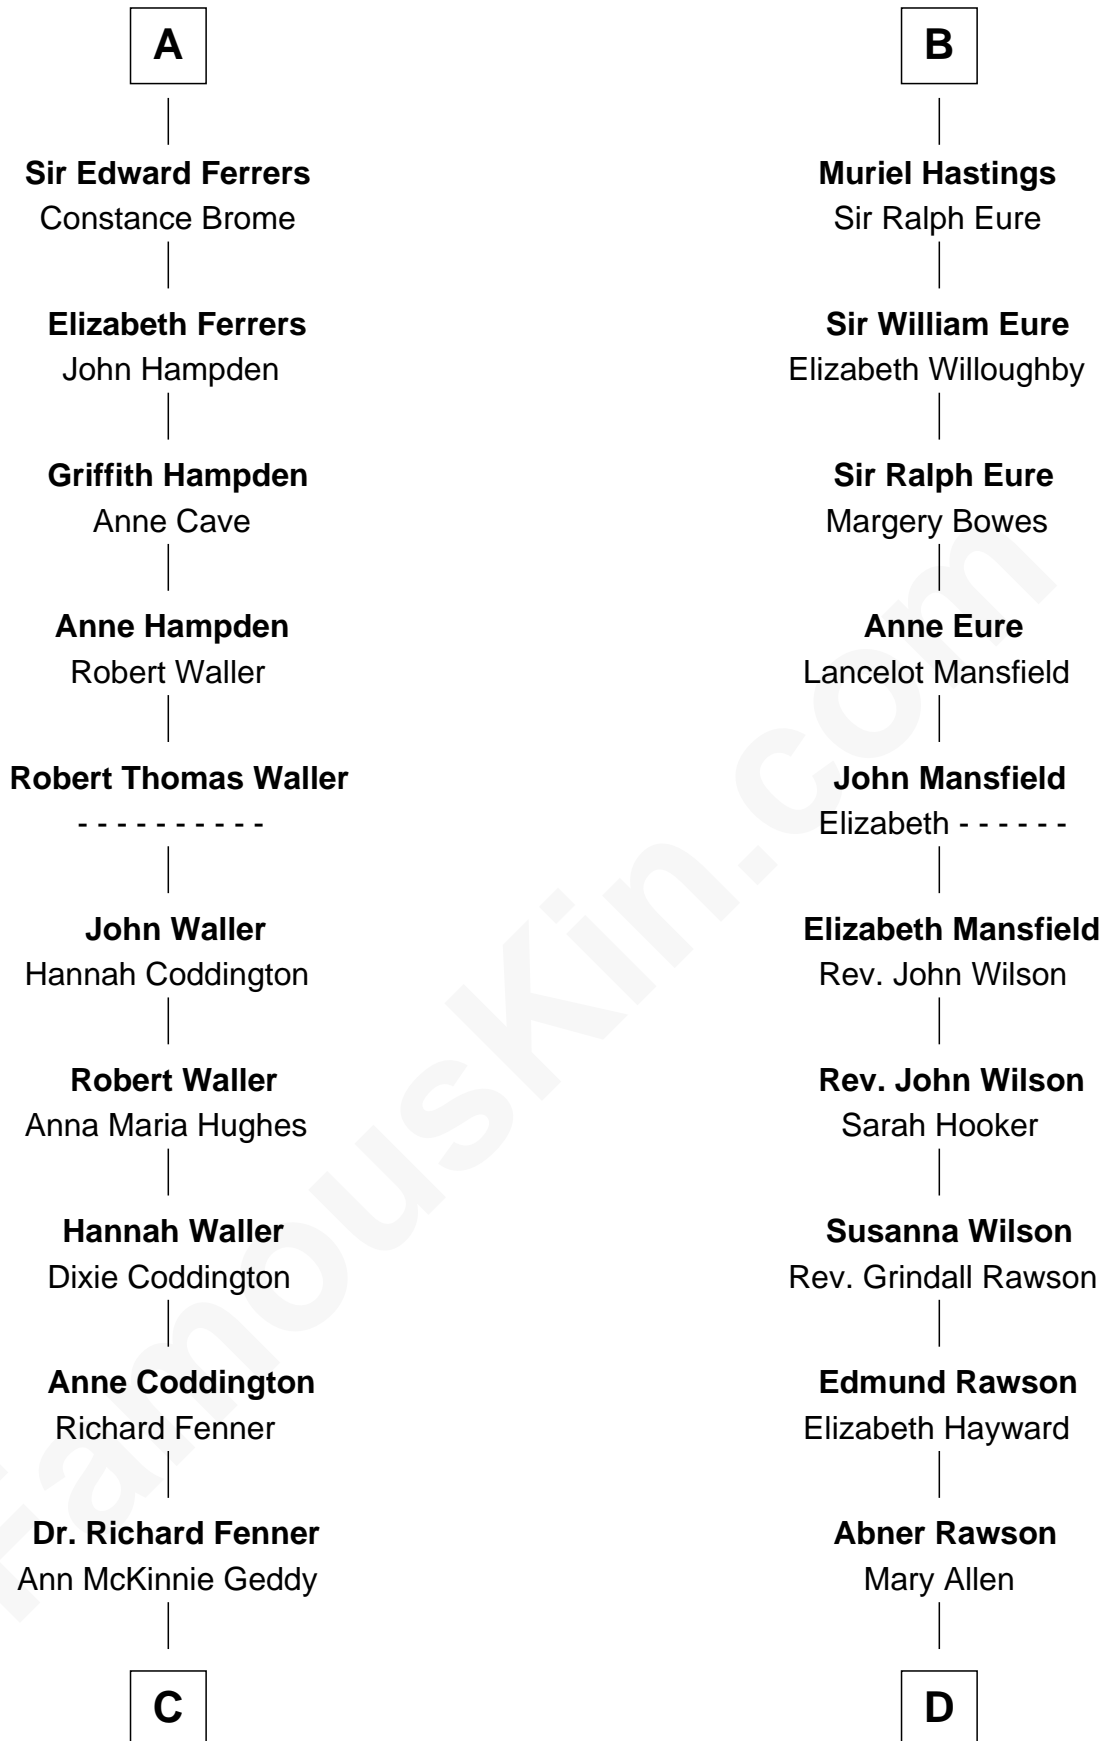 A
Sir Edward Ferrers
Constance Brome
Elizabeth Ferrers
John Hampden
Griffith Hampden
Anne Cave
Anne Hampden
Robert Waller
Robert Thomas Waller
- - - - - - - - - -
John Waller
Hannah Coddington
Robert Waller
Anna Maria Hughes
Hannah Waller
Dixie Coddington
Anne Coddington
Richard Fenner
Dr. Richard Fenner
Ann McKinnie Geddy
C
B
Muriel Hastings
Sir Ralph Eure
Sir William Eure
Elizabeth Willoughby
Sir Ralph Eure
Margery Bowes
Anne Eure
Lancelot Mansfield
John Mansfield
Elizabeth - - - - - -
Elizabeth Mansfield
Rev. John Wilson
Rev. John Wilson
Sarah Hooker
Susanna Wilson
Rev. Grindall Rawson
Edmund Rawson
Elizabeth Hayward
Abner Rawson
Mary Allen
D
FamousKin.com